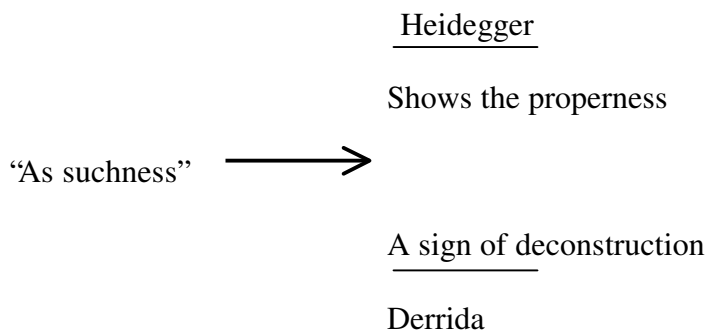 Heidegger
Shows the properness
“As suchness”
A sign of deconstruction
Derrida